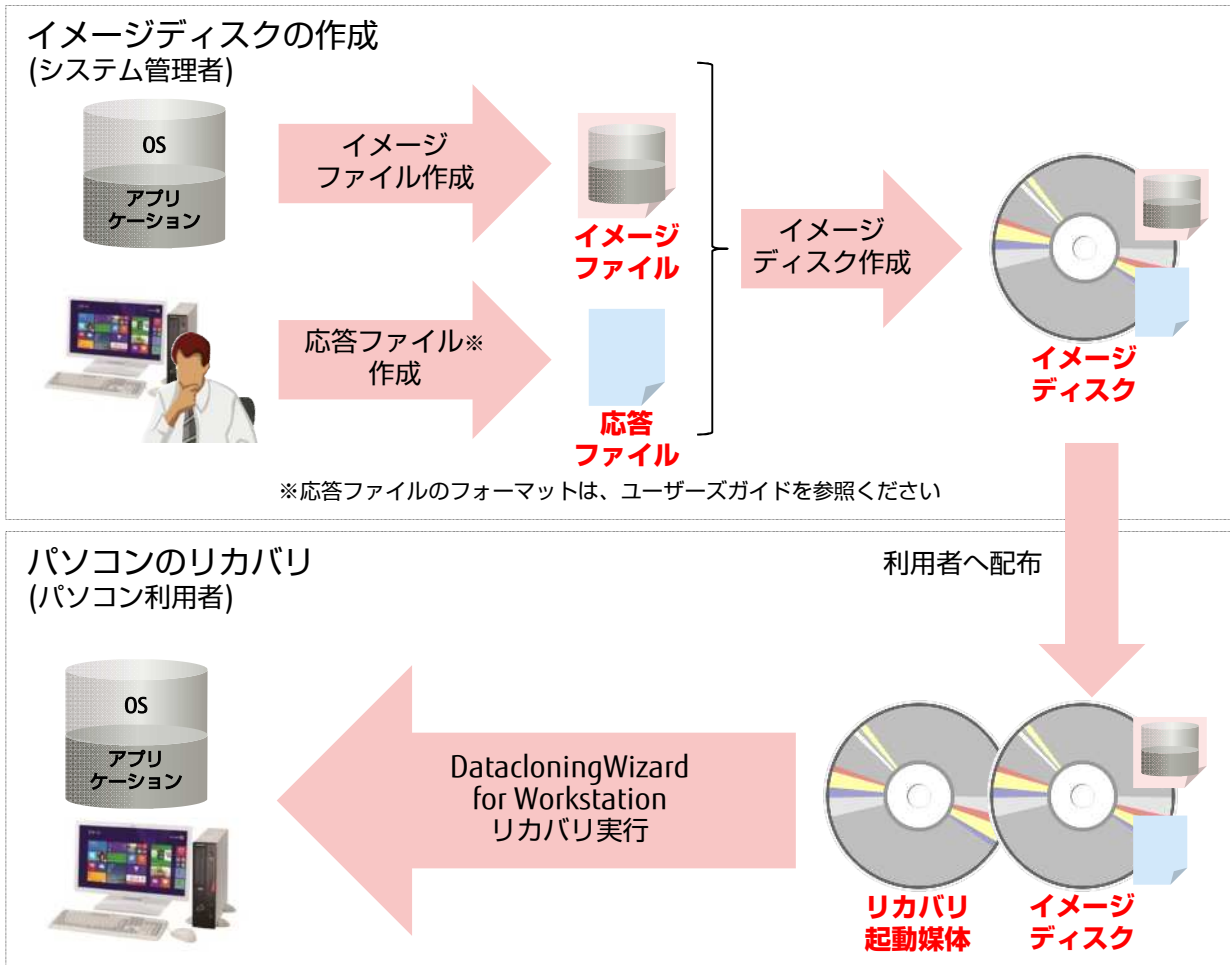 イメージディスクの作成
(システム管理者)
OS
アプリ
ケーション
イメージ
ファイル作成
イメージ
ファイル
応答ファイル※
作成
応答
ファイル
イメージ
ディスク作成
イメージ
ディスク
※応答ファイルのフォーマットは、ユーザーズガイドを参照ください
パソコンのリカバリ
(パソコン利用者)
利用者へ配布
OS
アプリ
ケーション
DatacloningWizard
for Workstation
リカバリ実行
リカバリ
起動媒体
イメージ
ディスク